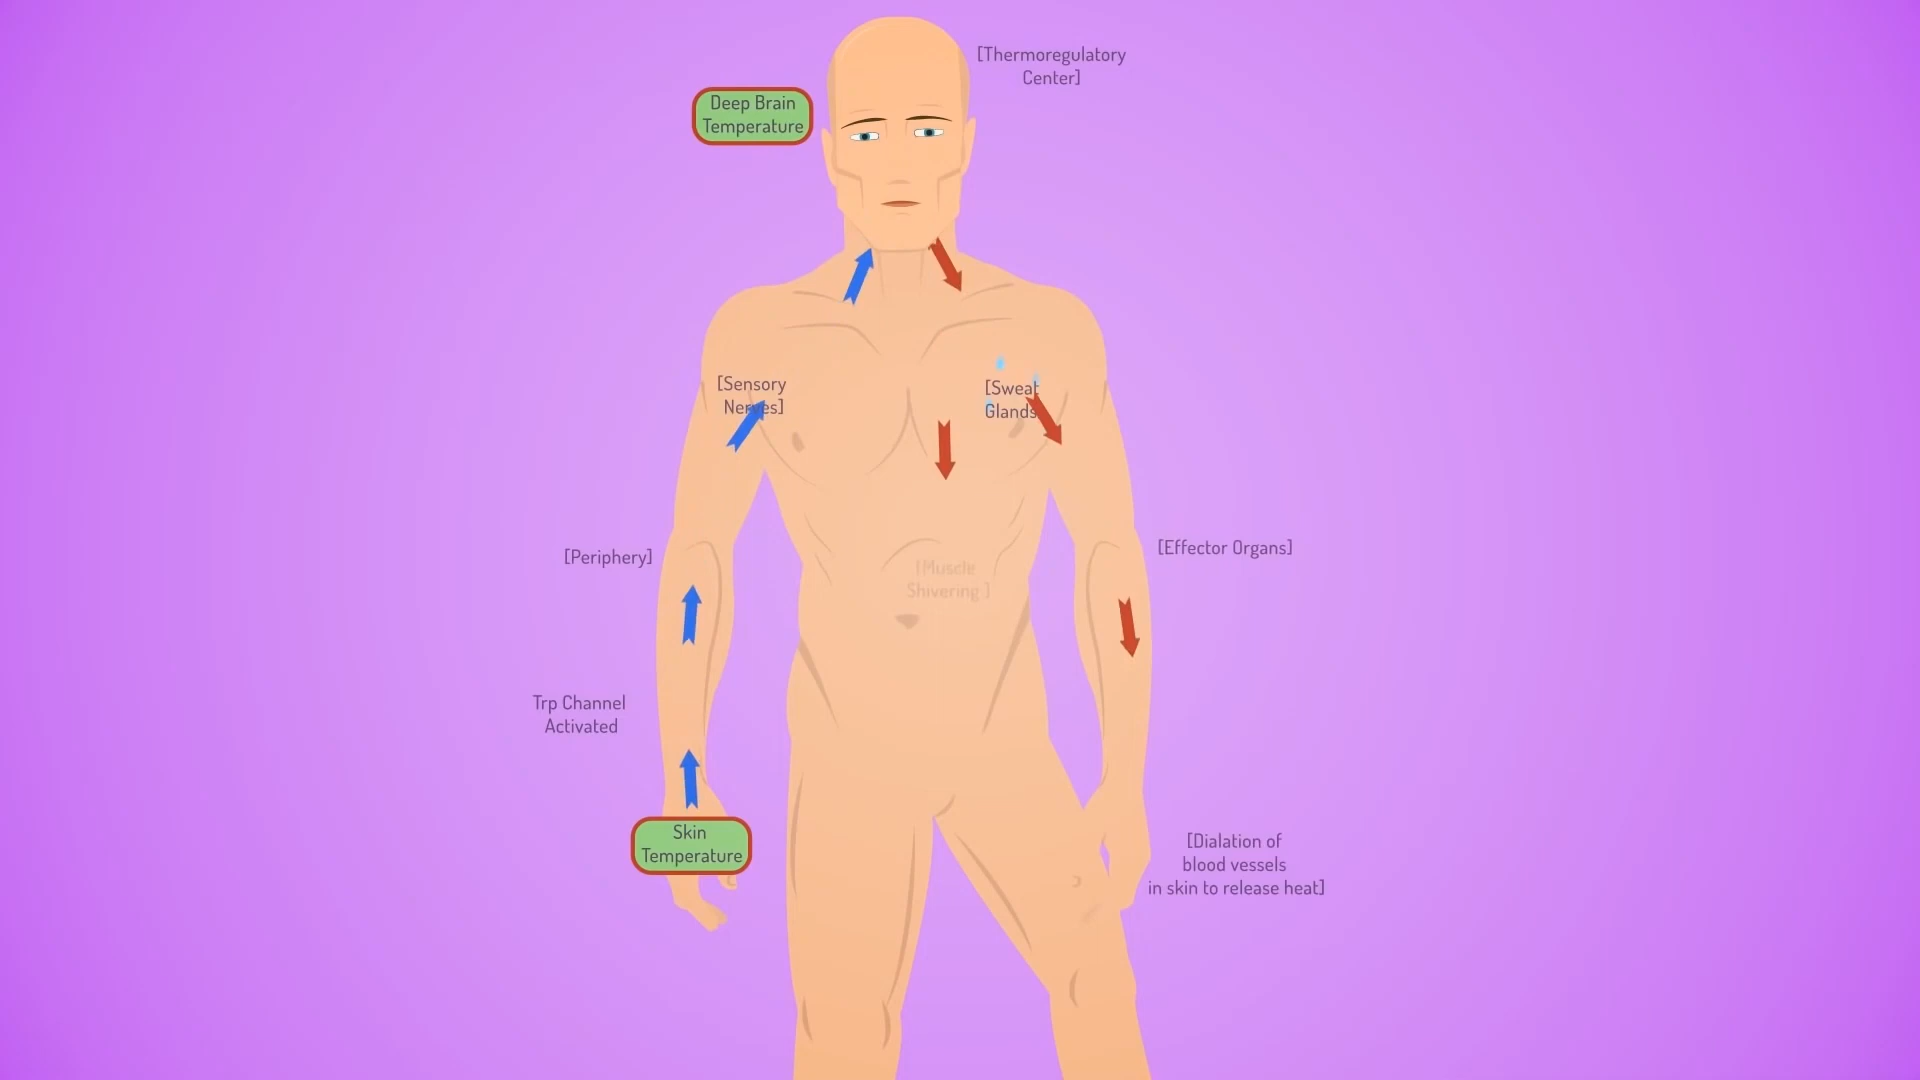 [Thermoregulatory
Center]
Deep Brain
Temperature
[Sensory
Nerves]
[Sweat
Glands
[Muscle
Shivering ]
[Periphery]
[Effector Organs]
Trp Channel
Activated
Skin
Temperature
[Dialation of
blood vessels
in skin to release heat]